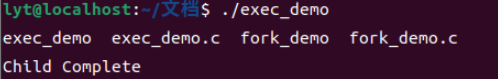 lyt@localhost:~/文档$ ./exec_demo
exec_demo  exec_demo.c  fork_demo  fork_demo.c
Child Complete